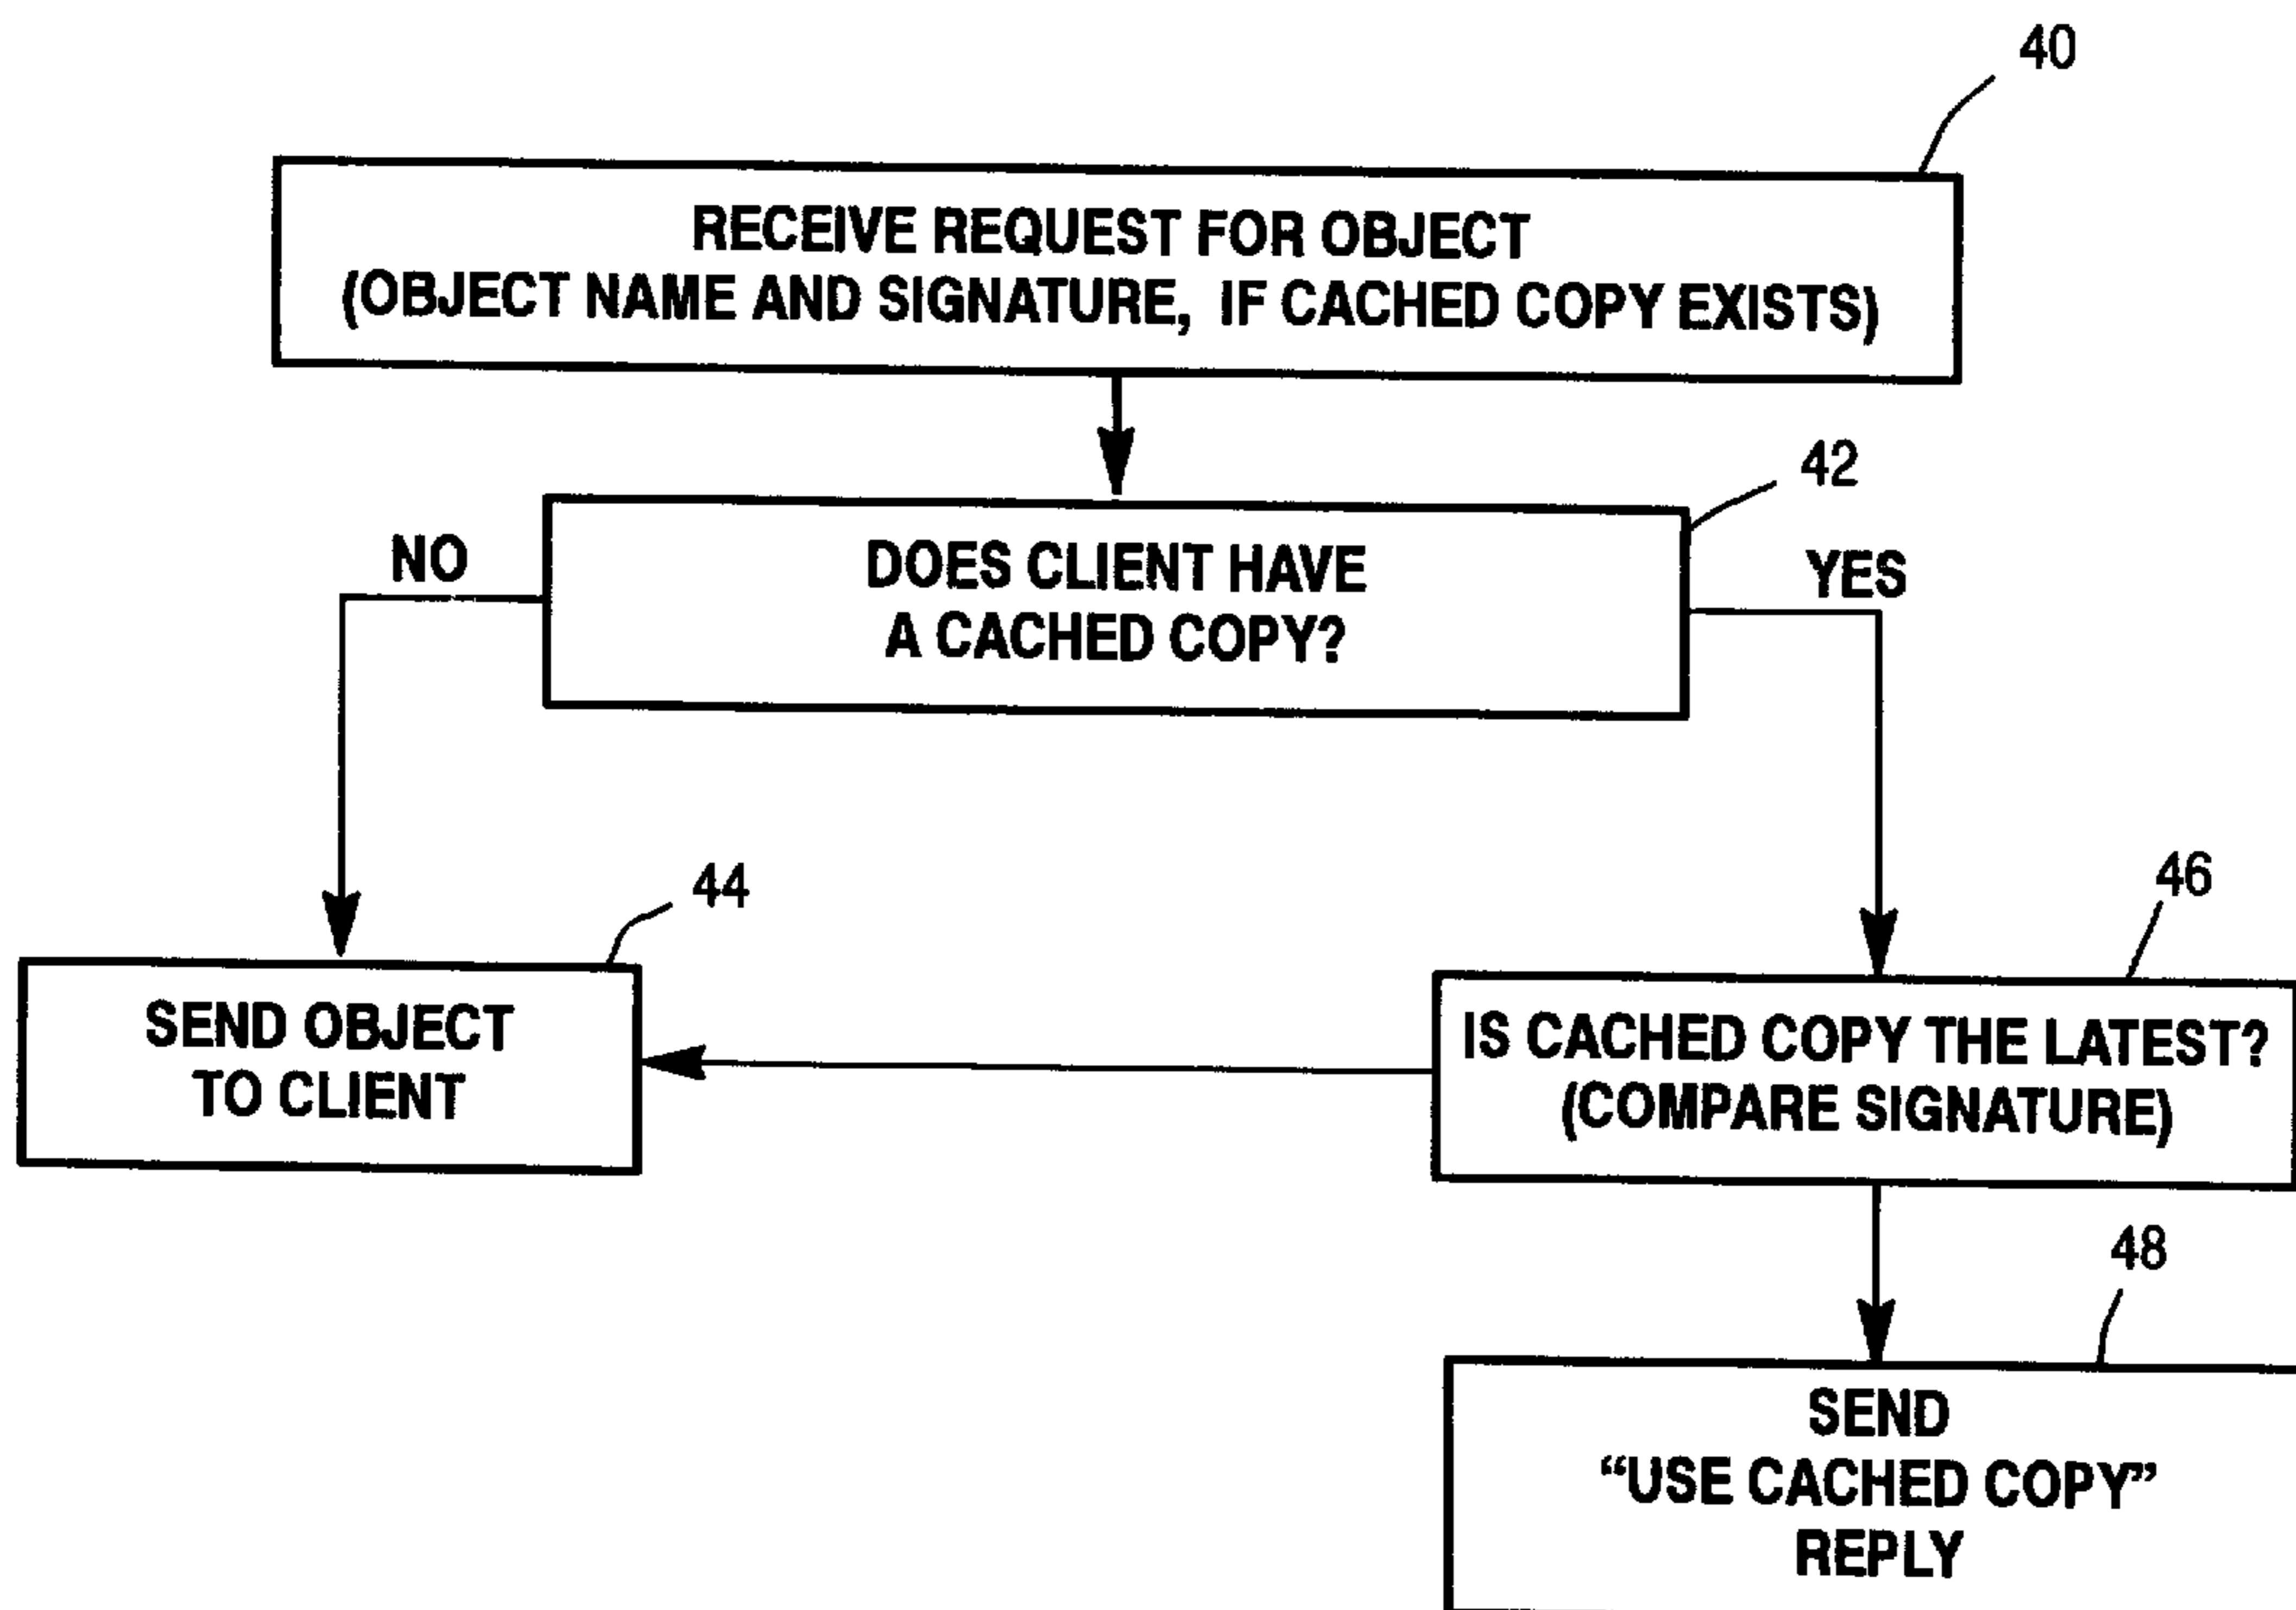 40
RECEIVE REQUEST FOR OBJECT
(OBJECT NAME AND SIGNATURE, IF CACHED COPY EXISTS)
42
NO
DOES CLIENT HAVE
A CACHED COPY?
YES
44
SEND OBJECT
TO CLIENT
46
IS CACHED COPY THE LATEST?
(COMPARE SIGNATURE)
48
SEND
“USE CACHED COPY”
REPLY